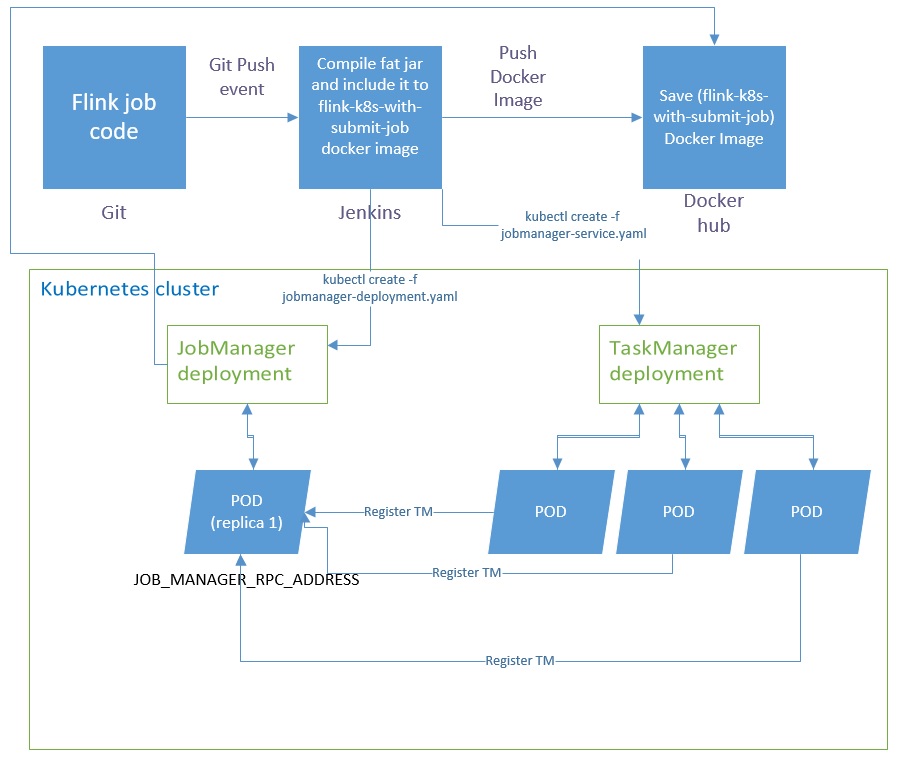 Flink job
code
Git Push
event
Compile fat jar
and include it to
flink-k8s-with-
submit-job
docker image
Push
Docker
Image
Save (flink-k8s-
with-submit-job)
Docker Image
Git
Jenkins
Docker
hub
kubectl create -f
jobmanager-service.yaml
Kubernetes cluster
kubectl create -f
jobmanager-deployment.yaml
JobManager
deployment
TaskManager
deployment
POD
(replica 1)
Register TM
POD
POD
POD
JOB_MANAGER_RPC_ADDRESS
Register TM
Register TM